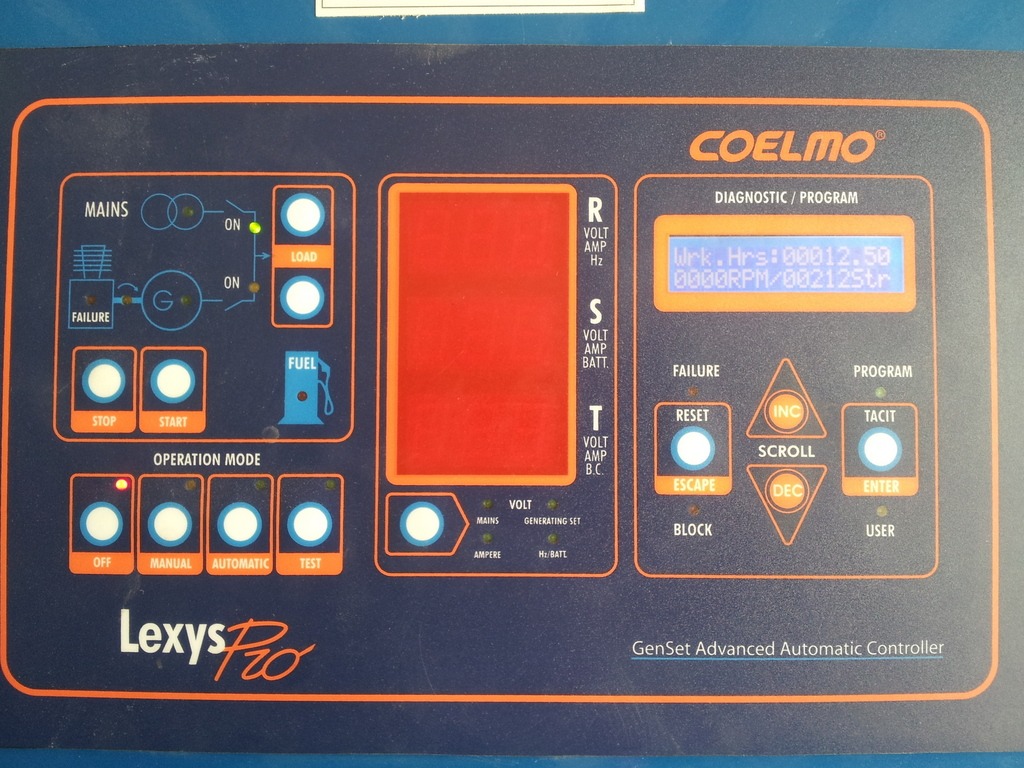 COELMO®
MAINS
ON
LOAD
ON
G
FAILURE
STOP
START
FUEL
OPERATION MODE
OFF
MANUAL
AUTOMATIC
TEST
R
VOLT
AMP
Hz
S
VOLT
AMP
BATT.
T
VOLT
AMP
B.C.
VOLT
MAINS
GENERATING SET
AMPERE
Hz/BATT.
DIAGNOSTIC / PROGRAM
Wrk.Hrs:00012.50
0000RPM/00212Str
FAILURE
PROGRAM
RESET
INC
TACIT
SCROLL
ESCAPE
DEC
ENTER
BLOCK
USER
Lexys Pro
GenSet Advanced Automatic Controller